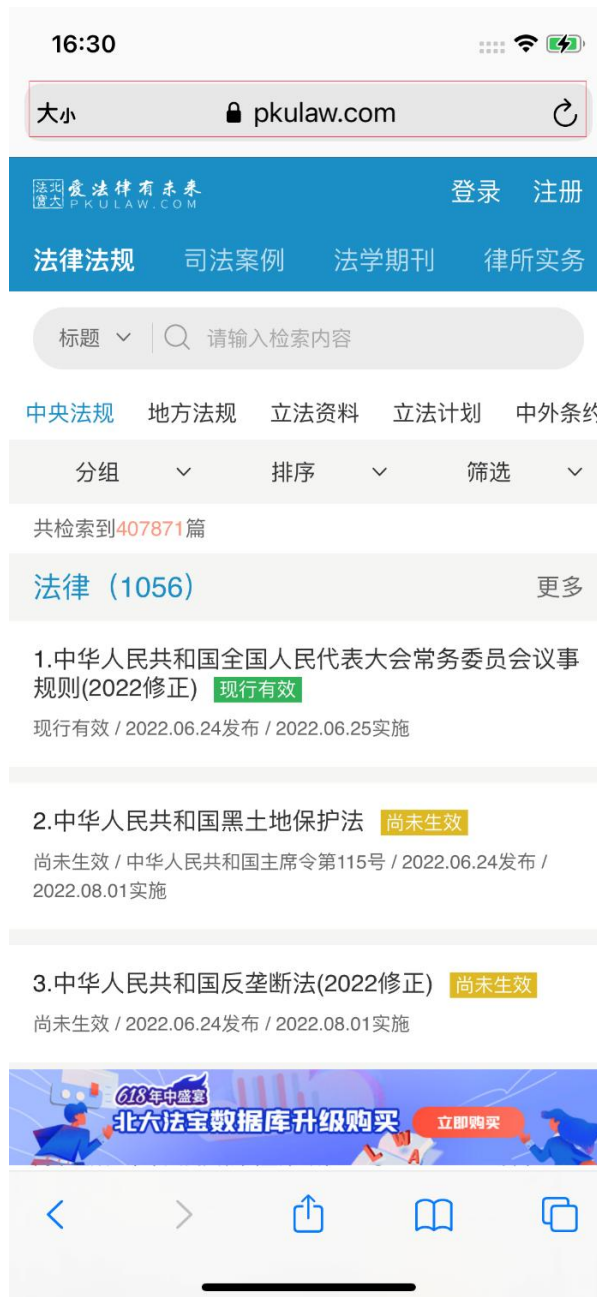 16:30
大小 pkulaw.com
法北宝大 爱法律有未来 登录 注册
PKULAW.COM
法律法规 司法案例 法学期刊 律所实务
标题 请输入检索内容
中央法规 地方法规 立法资料 立法计划 中外条约
分组 排序 筛选
共检索到407871篇
法律（1056） 更多
1.中华人民共和国全国人民代表大会常务委员会议事
规则(2022修正) 现行有效
现行有效 / 2022.06.24发布 / 2022.06.25实施
2.中华人民共和国黑土地保护法 尚未生效
尚未生效 / 中华人民共和国主席令第115号 / 2022.06.24发布 /
2022.08.01实施
3.中华人民共和国反垄断法(2022修正) 尚未生效
尚未生效 / 2022.06.24发布 / 2022.08.01实施
618年中盛宴
北大法宝数据库升级购买 立即购买
LWA